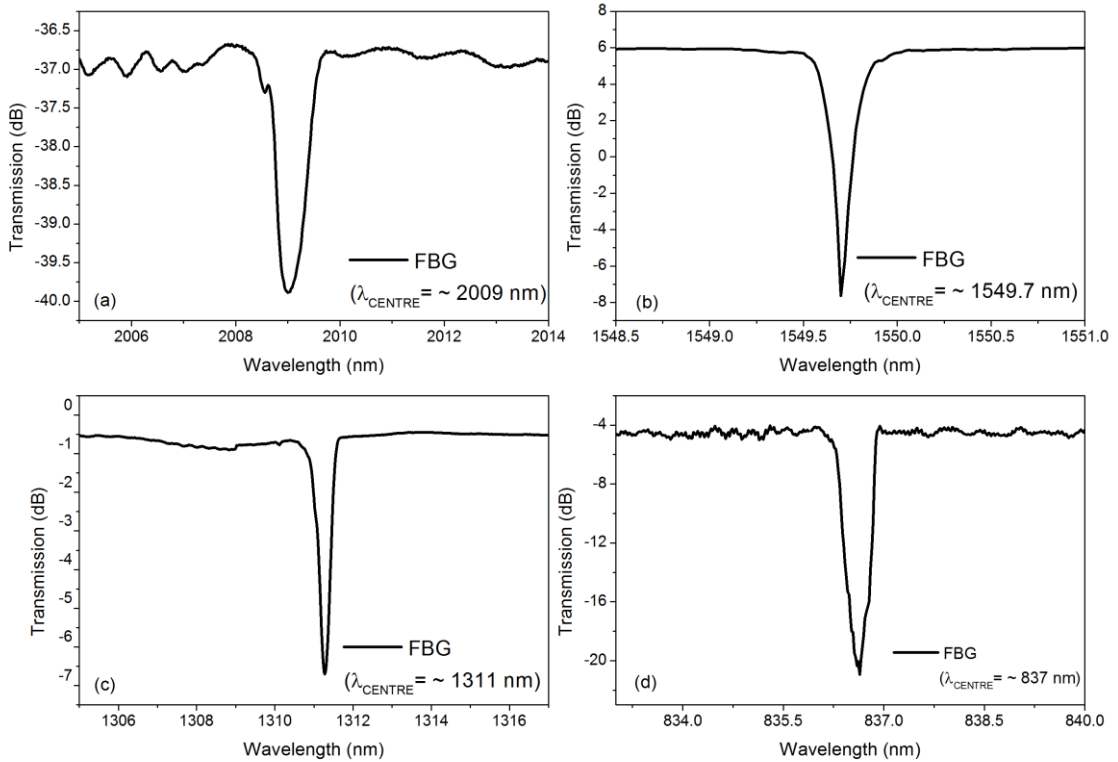 -36.5
-37.0
-37.5
-38.0
-38.5
-39.0
-39.5
-40.0
Transmission (dB)
FBG
(λCENTRE= ~ 2009 nm)
(a)
2006 2008 2010 2012 2014
Wavelength (nm)
8
6
4
2
0
-2
-4
-6
-8
Transmission (dB)
FBG
(λCENTRE= ~ 1549.7 nm)
(b)
1548.5 1549.0 1549.5 1550.0 1550.5 1551.0
Wavelength (nm)
0
-1
-2
-3
-4
-5
-6
-7
Transmission (dB)
FBG
(λCENTRE= ~ 1311 nm)
(c)
1306 1308 1310 1312 1314 1316
Wavelength (nm)
-4
-8
-12
-16
-20
Transmission (dB)
FBG
(λCENTRE= ~ 837 nm)
(d)
834.0 835.5 837.0 838.5 840.0
Wavelength (nm)